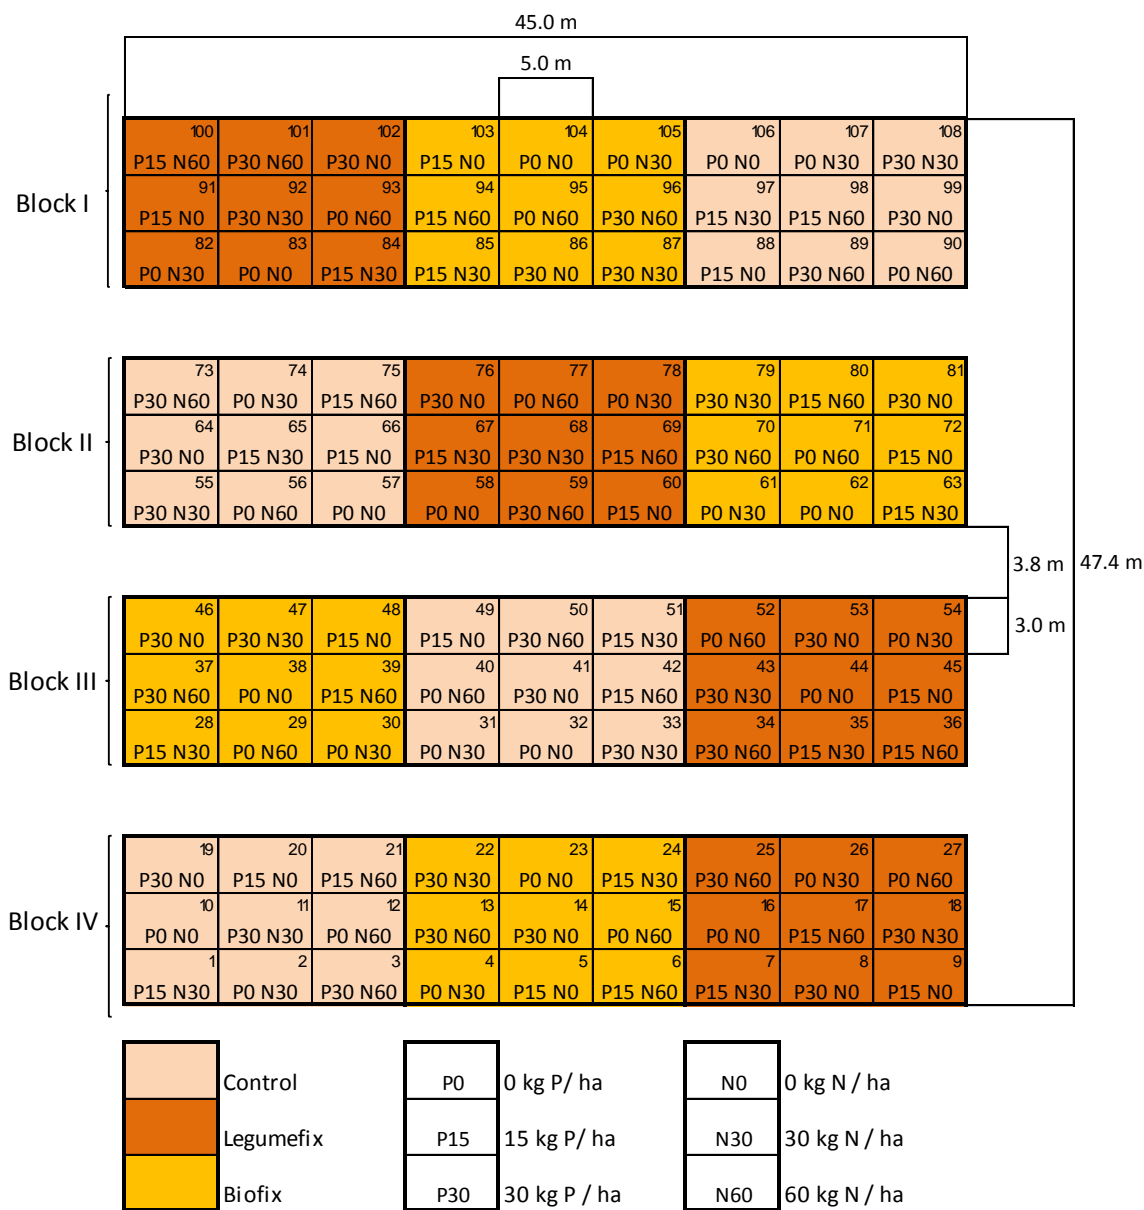 45.0 m
5.0 m
100 101 102 103 104 105 106 107 108
P15 N60 P30 N60 P30 N0 P15 N0 P0 N0 P0 N30 P0 N0 P0 N30 P30 N30
91 92 93 94 95 96 97 98 99
Block I
P15 N0 P30 N30 P0 N60 P15 N60 P0 N60 P30 N60 P15 N30 P15 N60 P30 N0
82 83 84 85 86 87 88 89 90
P0 N30 P0 N0 P15 N30 P15 N30 P30 N0 P30 N30 P15 N0 P30 N60 P0 N60
73 74 75 76 77 78 79 80 81
P30 N60 P0 N30 P15 N60 P30 N0 P0 N60 P0 N30 P30 N30 P15 N60 P30 N0
64 65 66 67 68 69 70 71 72
Block II
P30 N0 P15 N30 P15 N0 P15 N30 P30 N30 P15 N60 P30 N60 P0 N60 P15 N0
55 56 57 58 59 60 61 62 63
P30 N30 P0 N60 P0 N0 P0 N0 P30 N60 P15 N0 P0 N30 P0 N0 P15 N30
3.8 m 47.4 m
46 47 48 49 50 51 52 53 54
3.0 m
P30 N0 P30 N30 P15 N0 P15 N0 P30 N60 P15 N30 P0 N60 P30 N0 P0 N30
37 38 39 40 41 42 43 44 45
Block III
P30 N60 P0 N0 P15 N60 P0 N60 P30 N0 P15 N60 P30 N30 P0 N0 P15 N0
28 29 30 31 32 33 34 35 36
P15 N30 P0 N60 P0 N30 P0 N30 P0 N0 P30 N30 P30 N60 P15 N30 P15 N60
19 20 21 22 23 24 25 26 27
P30 N0 P15 N0 P15 N60 P30 N30 P0 N0 P15 N30 P30 N60 P0 N30 P0 N60
10 11 12 13 14 15 16 17 18
Block IV
P0 N0 P30 N30 P0 N60 P30 N60 P30 N0 P0 N60 P0 N0 P15 N60 P30 N30
1 2 3 4 5 6 7 8 9
P15 N30 P0 N30 P30 N60 P0 N30 P15 N0 P15 N60 P15 N30 P30 N0 P15 N0
Control P0 0 kg P/ ha N0 0 kg N / ha
Legumefix P15 15 kg P/ ha N30 30 kg N / ha
Biofix P30 30 kg P / ha N60 60 kg N / ha